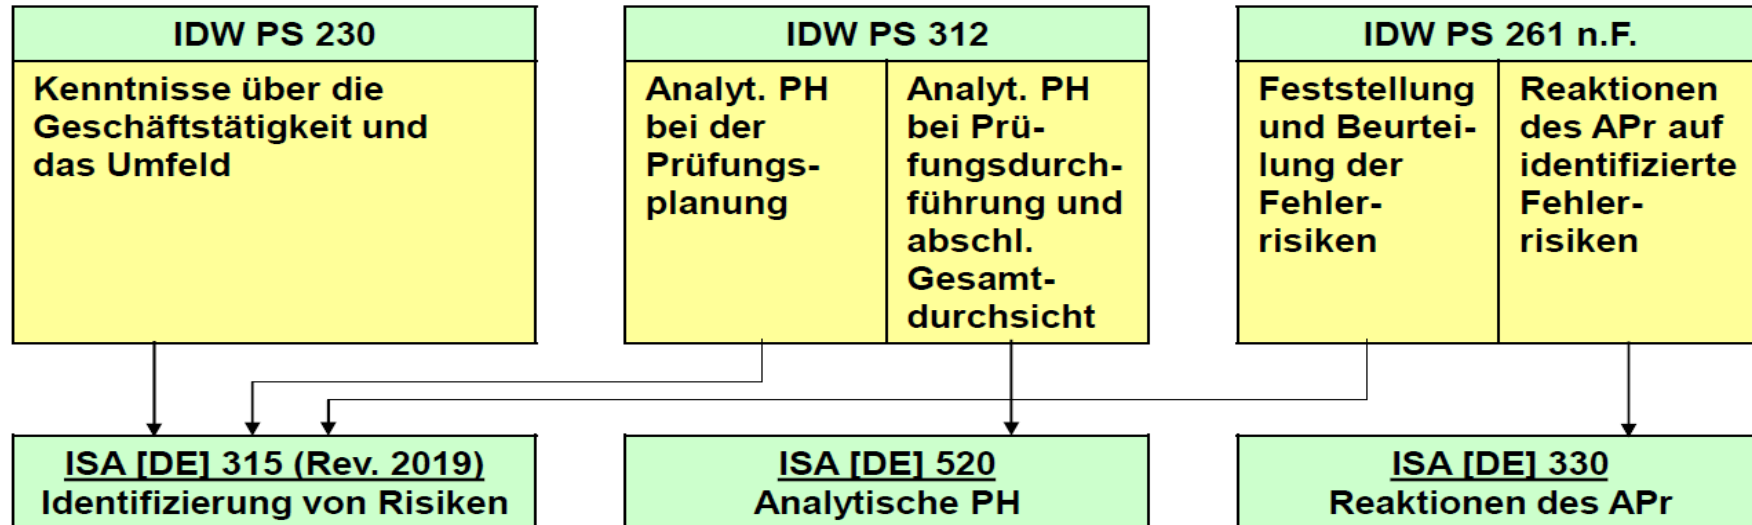 IDW PS 230
Kenntnisse über die
Geschäftstätigkeit und
das Umfeld
IDW PS 312
Analyt. PH
bei der
Prüfungs-
planung
Analyt. PH
bei Prü-
fungsdurch-
führung und
abschl.
Gesamt-
durchsicht
IDW PS 261 n.F.
Feststellung
und Beurtei-
lung der
Fehler-
risiken
Reaktionen
des APr auf
identifizierte
Fehler-
risiken
ISA [DE] 315 (Rev. 2019)
Identifizierung von Risiken
ISA [DE] 520
Analytische PH
ISA [DE] 330
Reaktionen des APr